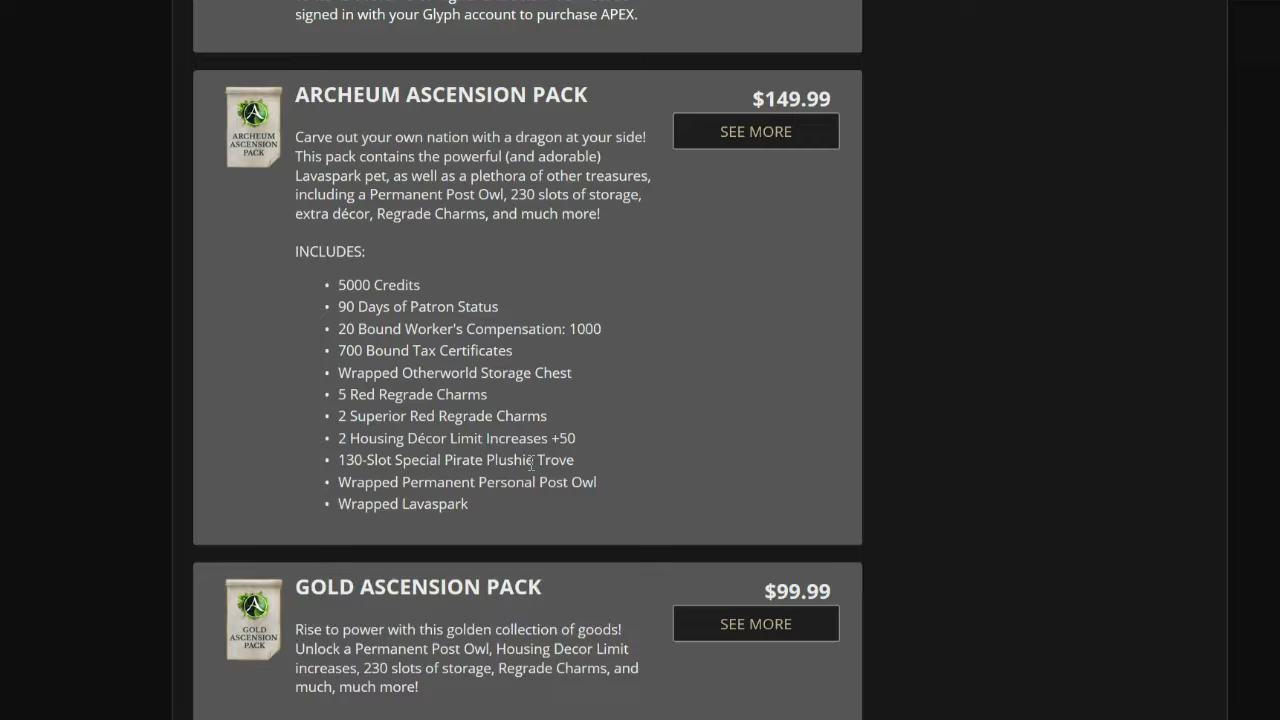 signed in with your Glyph account to purchase APEX.
ARCHEUM ASCENSION PACK
$149.99
SEE MORE
ARCHEUM
ASCENSION
PACK
Carve out your own nation with a dragon at your side!
This pack contains the powerful (and adorable)
Lavaspark pet, as well as a plethora of other treasures,
including a Permanent Post Owl, 230 slots of storage,
extra décor, Regrade Charms, and much more!
INCLUDES:
• 5000 Credits
• 90 Days of Patron Status
• 20 Bound Worker's Compensation: 1000
• 700 Bound Tax Certificates
• Wrapped Otherworld Storage Chest
• 5 Red Regrade Charms
• 2 Superior Red Regrade Charms
• 2 Housing Décor Limit Increases +50
• 130-Slot Special Pirate Plushie Trove
• Wrapped Permanent Personal Post Owl
• Wrapped Lavaspark
GOLD ASCENSION PACK
$99.99
SEE MORE
GOLD
ASCENSION
PACK
Rise to power with this golden collection of goods!
Unlock a Permanent Post Owl, Housing Decor Limit
increases, 230 slots of storage, Regrade Charms, and
much, much more!